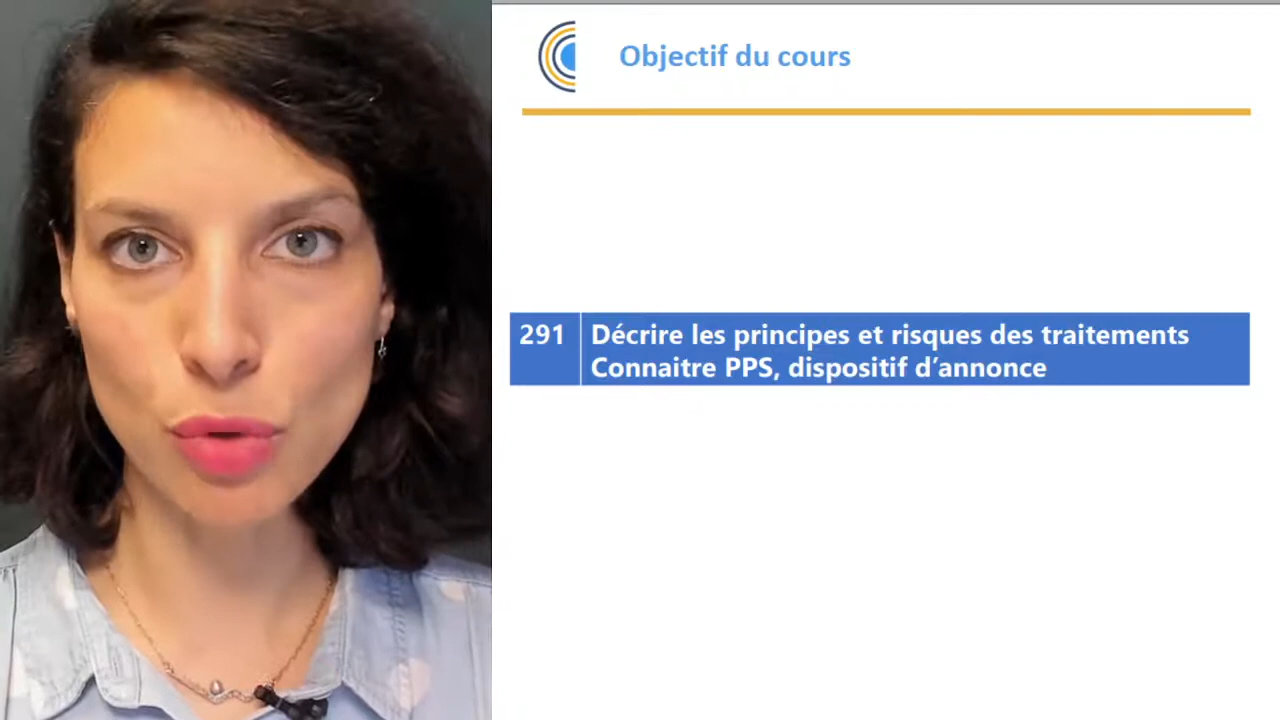 Objectif du cours
291 Décrire les principes et risques des traitements
Connaitre PPS, dispositif d’annonce